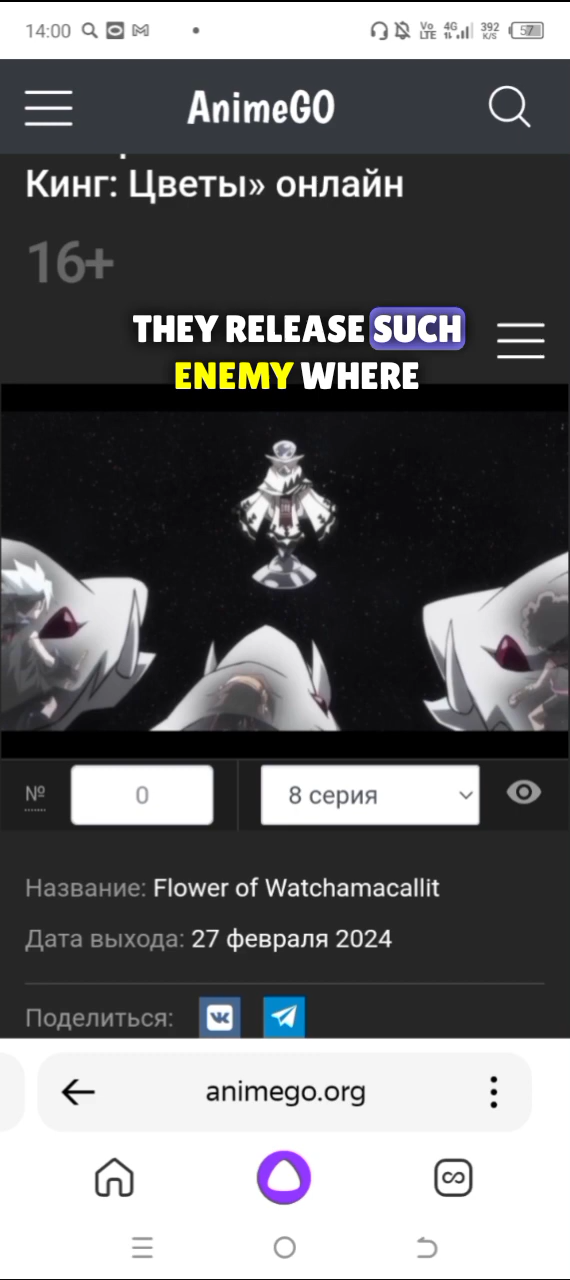 14:00 Vo LTE 4G 392 K/S 57
AnimeGO
Кинг: Цветы» онлайн
16+
THEY RELEASE SUCH
ENEMY WHERE
№ 0 8 серия
Название: Flower of Watchamacallit
Дата выхода: 27 февраля 2024
Поделиться:
animego.org